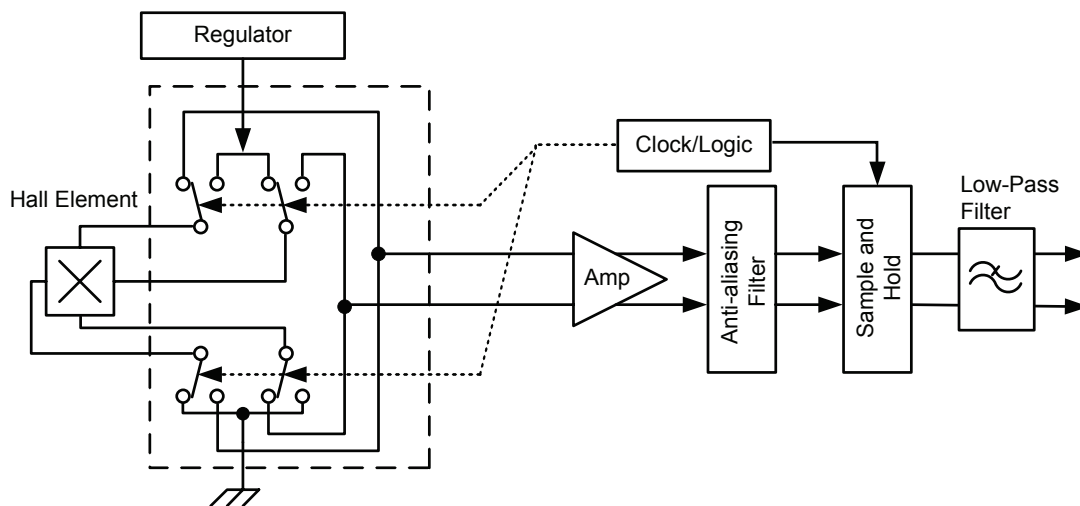 Regulator
Clock/Logic
Hall Element
Low-Pass
Filter
Amp
Anti-aliasing
Filter
Sample and
Hold